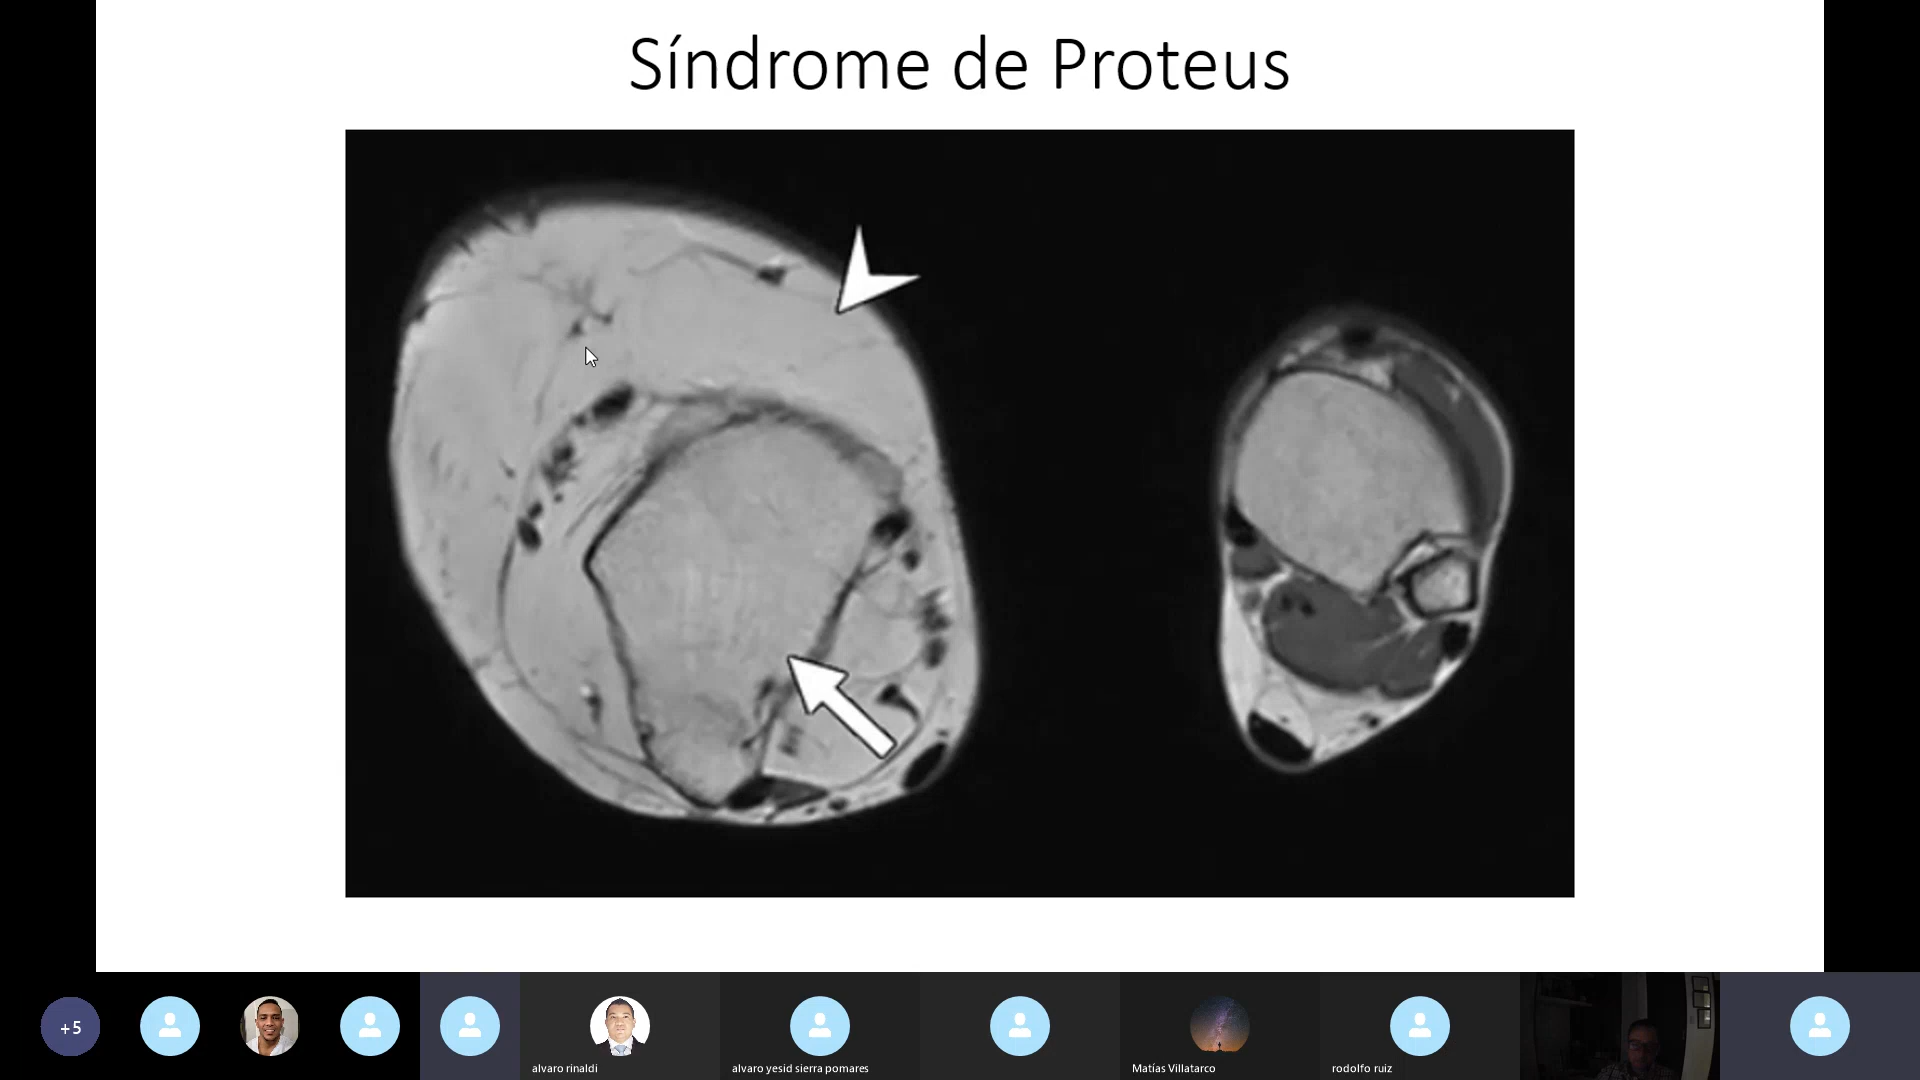 Síndrome de Proteus
+5
alvaro rinaldi
alvaro yesid sierra pomares
Matías Villatarco
rodolfo ruiz